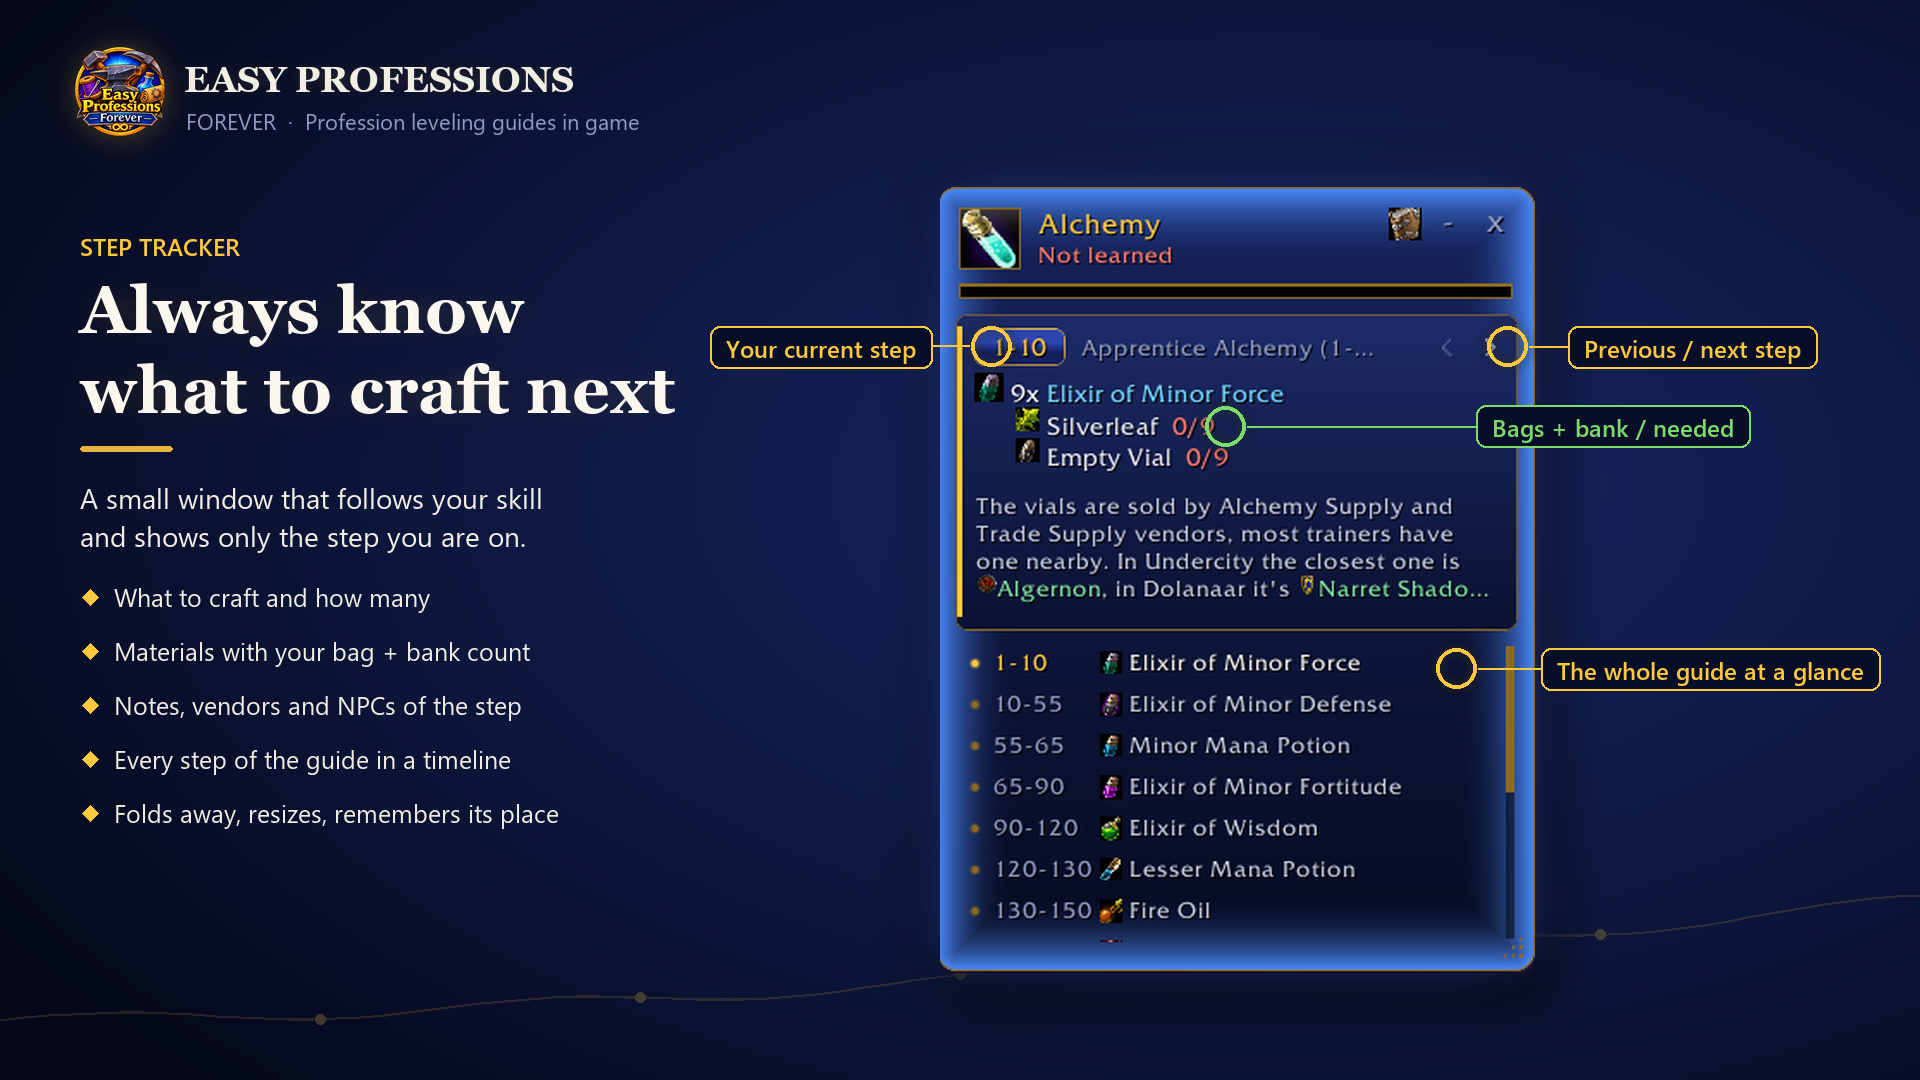 Easy
Professions
Forever
EASY PROFESSIONS
FOREVER · Profession leveling guides in game
STEP TRACKER
Always know
what to craft next
A small window that follows your skill
and shows only the step you are on.
What to craft and how many
Materials with your bag + bank count
Notes, vendors and NPCs of the step
Every step of the guide in a timeline
Folds away, resizes, remembers its place
Alchemy
- X
Not learned
Your current step
1-10 Apprentice Alchemy (1-... < >
Previous / next step
9x Elixir of Minor Force
Silverleaf 0/9
Bags + bank / needed
Empty Vial 0/9
The vials are sold by Alchemy Supply and
Trade Supply vendors, most trainers have
one nearby. In Undercity the closest one is
Algernon, in Dolanaar it's Narret Shado...
1-10 Elixir of Minor Force
The whole guide at a glance
10-55 Elixir of Minor Defense
55-65 Minor Mana Potion
65-90 Elixir of Minor Fortitude
90-120 Elixir of Wisdom
120-130 Lesser Mana Potion
130-150 Fire Oil